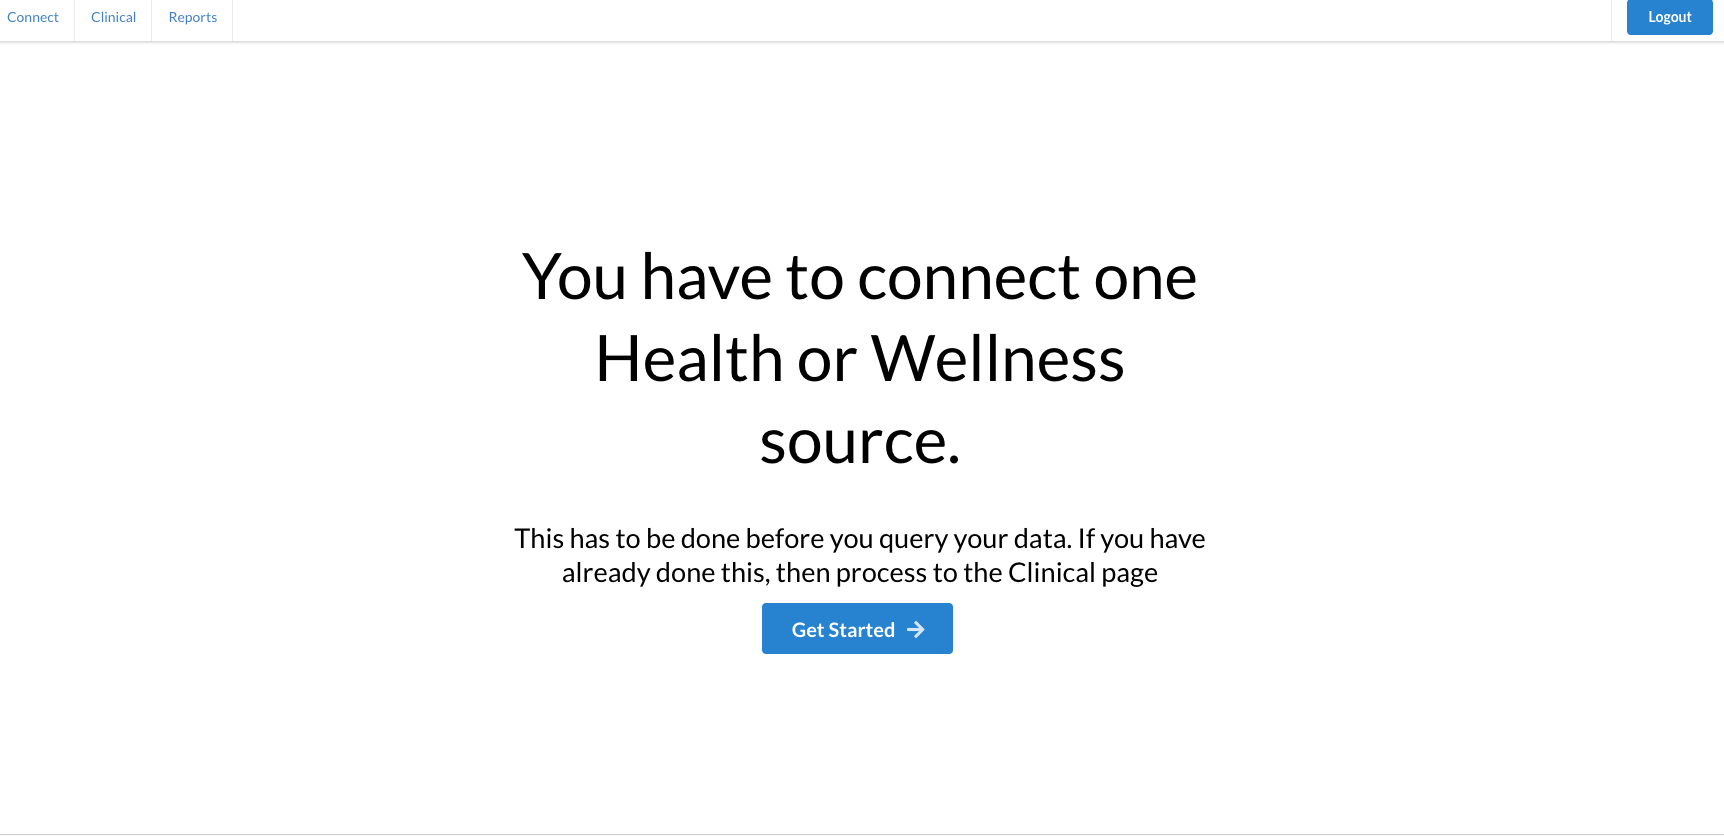 Connect
Clinical
Reports
Logout
You have to connect one
Health or Wellness
source.
This has to be done before you query your data. If you have
already done this, then process to the Clinical page
Get Started